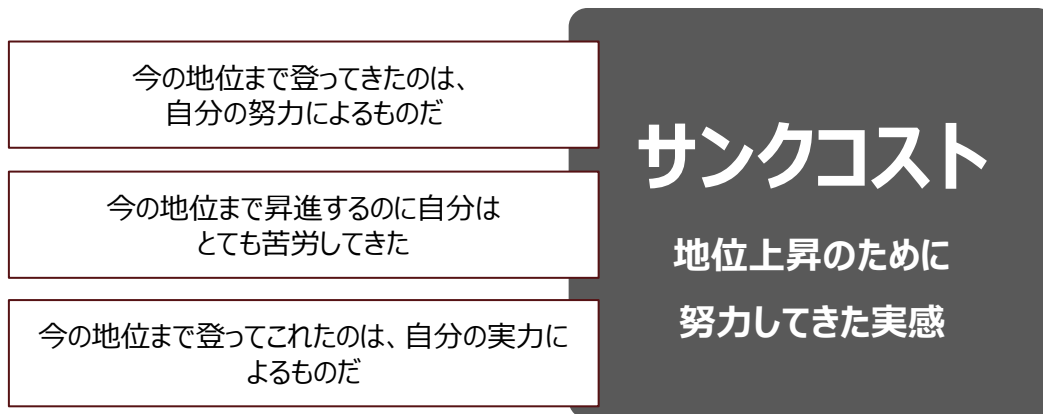 今の地位まで登ってきたのは、
自分の努力によるものだ
今の地位まで昇進するのに自分は
とても苦労してきた
今の地位まで登ってこれたのは、自分の実力に
よるものだ
サンクコスト
地位上昇のために
努力してきた実感